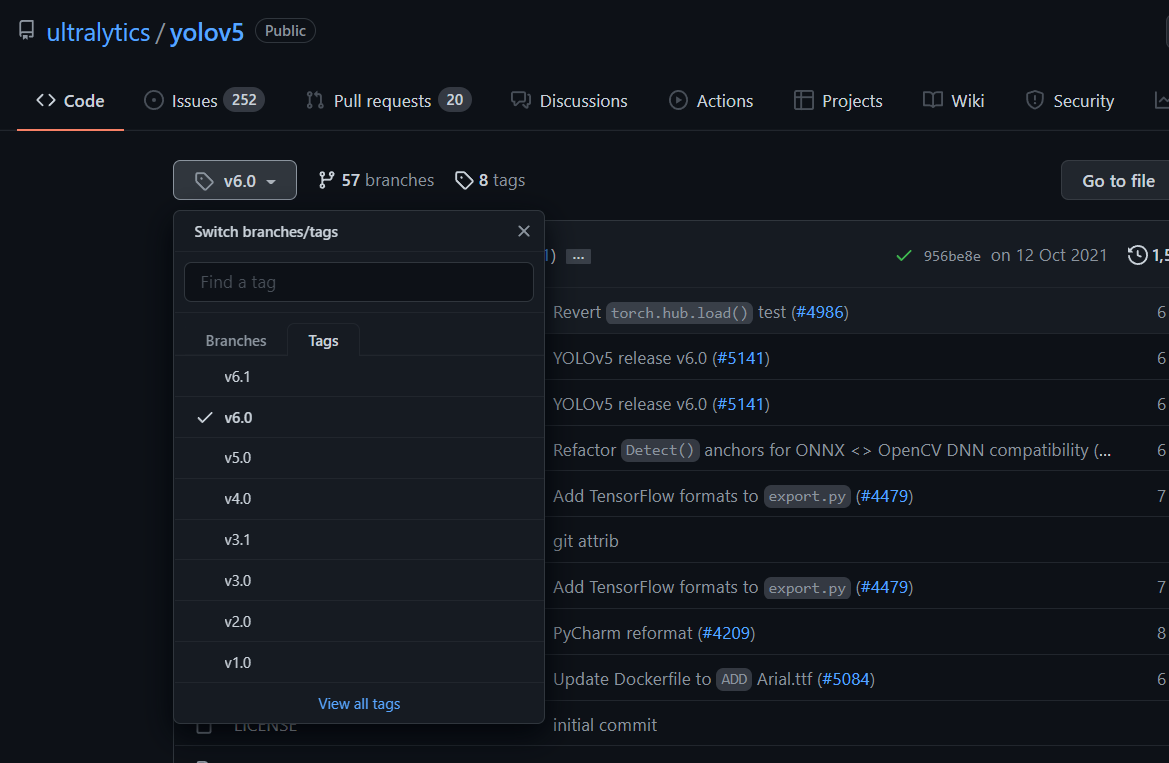 ultralytics / yolov5 Public
Code Issues 252 Pull requests 20 Discussions Actions Projects Wiki Security
v6.0 57 branches 8 tags Go to file
Switch branches/tags
1) ... 956be8e on 12 Oct 2021 1,5
Find a tag
Revert torch.hub.load() test (#4986) 6
Branches Tags
YOLOv5 release v6.0 (#5141) 6
v6.1
YOLOv5 release v6.0 (#5141) 6
v6.0
Refactor Detect() anchors for ONNX <> OpenCV DNN compatibility (... 6
v5.0
Add TensorFlow formats to export.py (#4479) 7
v4.0
git attrib
v3.1
Add TensorFlow formats to export.py (#4479) 7
v3.0
PyCharm reformat (#4209) 8
v2.0
Update Dockerfile to ADD Arial.ttf (#5084) 6
v1.0
View all tags
LICENSE initial commit